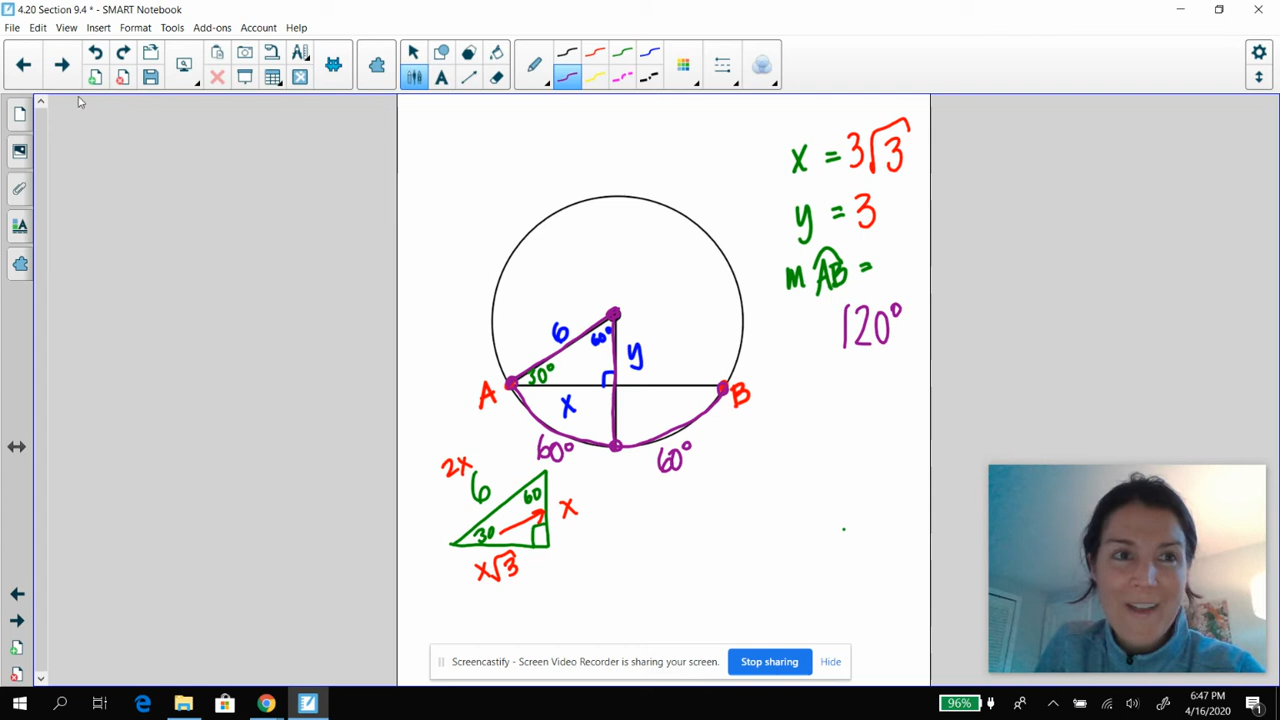 4.20 Section 9.4 * - SMART Notebook
File Edit View Insert Format Tools Add-ons Account Help
x = 3√3
y = 3
m AB =
120°
6
60°
y
30°
A
x
B
60°
60°
2x
6
60
x
30
x√3
Screencastify - Screen Video Recorder is sharing your screen.
Stop sharing
Hide
96%
6:47 PM
4/16/2020
1